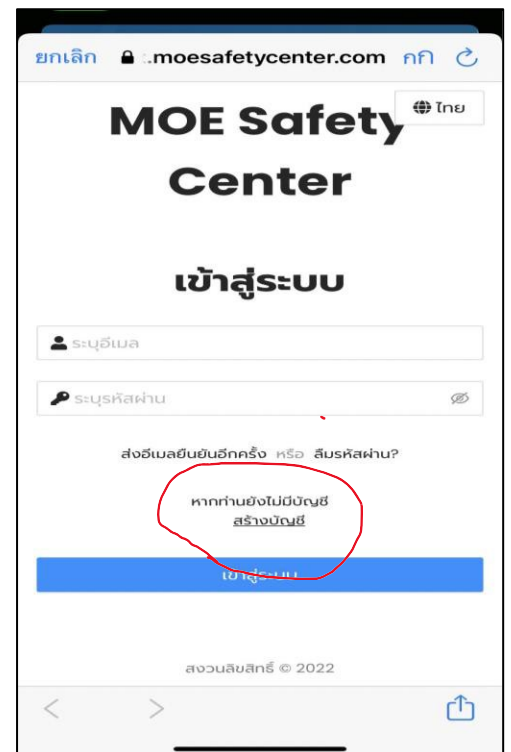 ยกเลิก .moesafetycenter.com กก
ไทย
MOE Safety
Center
เข้าสู่ระบบ
ระบุอีเมล
ระบุรหัสผ่าน
ส่งอีเมลยืนยันอีกครั้ง หรือ ลืมรหัสผ่าน?
หากท่านยังไม่มีบัญชี
สร้างบัญชี
เข้าสู่ระบบ
สงวนลิขสิทธิ์ © 2022